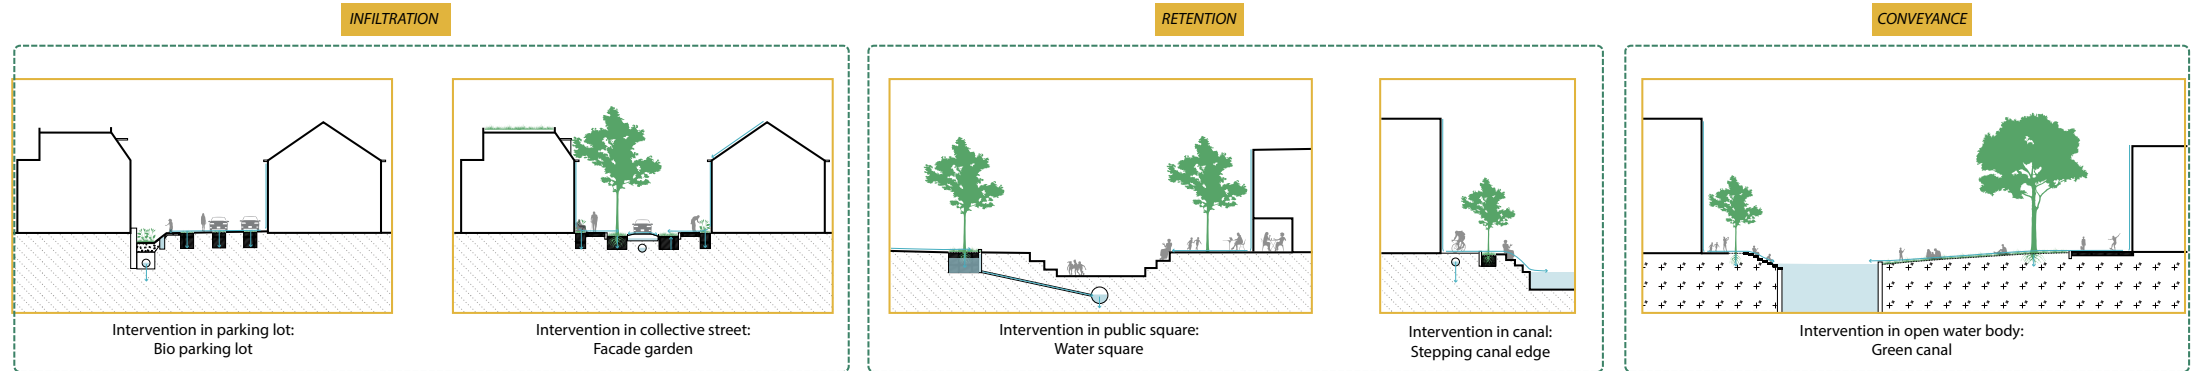 INFILTRATION
RETENTION
CONVEYANCE
Intervention in parking lot:
Bio parking lot
Intervention in collective street:
Facade garden
Intervention in public square:
Water square
Intervention in canal:
Stepping canal edge
Intervention in open water body:
Green canal